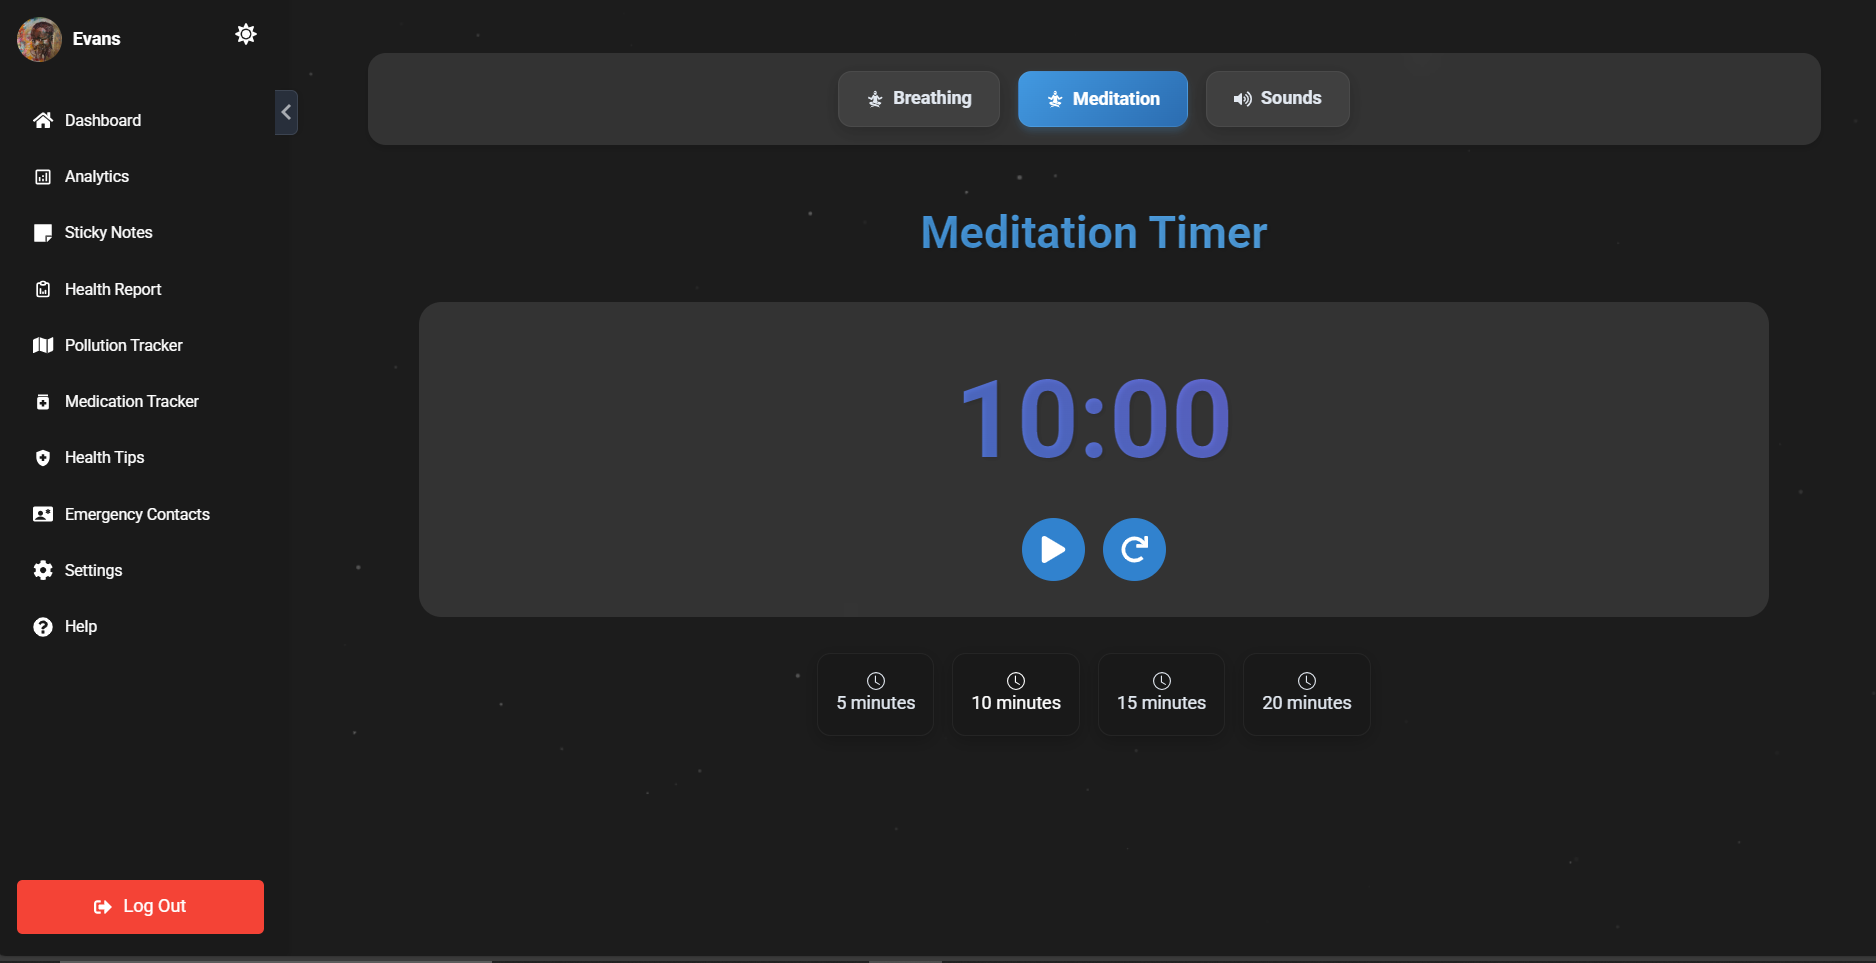 Evans
Dashboard
Analytics
Sticky Notes
Health Report
Pollution Tracker
Medication Tracker
Health Tips
Emergency Contacts
Settings
Help
Log Out
Breathing
Meditation
Sounds
Meditation Timer
10:00
5 minutes
10 minutes
15 minutes
20 minutes